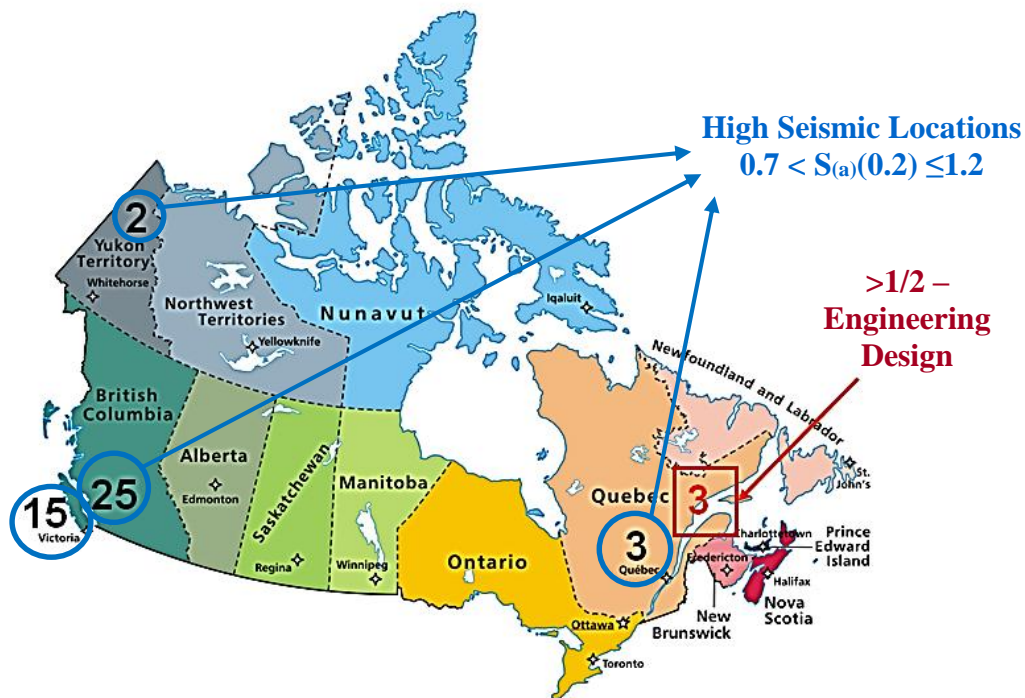 High Seismic Locations
0.7 < S(a)(0.2) ≤1.2
2
Yukon
Territory
Whitehorse
Northwest
Territories
Yellowknife
Nunavut
Iqaluit
>1/2 –
Engineering
Design
Newfoundland and Labrador
British
Columbia
Alberta
Edmonton
Saskatchewan
Regina
Manitoba
Winnipeg
15
Victoria
25
Ontario
Ottawa
Toronto
Quebec
3
3
Québec
St.
John's
Charlottetown
Prince
Edward
Island
Fredericton
Halifax
Nova
Scotia
New
Brunswick